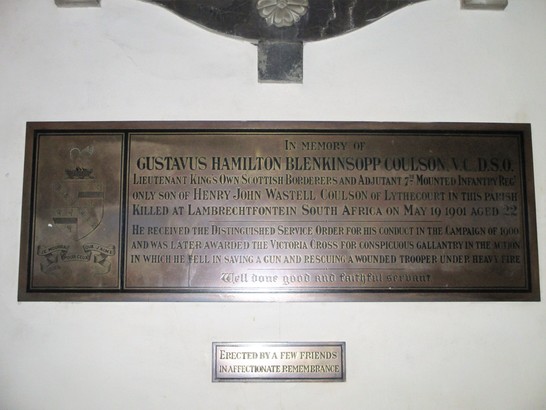 IN MEMORY OF
GUSTAVUS HAMILTON BLENKINSOPP COULSON, V.C., D.S.O.
LIEUTENANT KING'S OWN SCOTTISH BORDERERS AND ADJUTANT 7TH MOUNTED INFANTRY REGT
ONLY SON OF HENRY-JOHN WASTELL COULSON OF LYTHECOURT IN THIS PARISH
KILLED AT LAMBRECHTFONTEIN SOUTH AFRICA ON MAY 19 1901 AGED 22
HE RECEIVED THE DISTINGUISHED SERVICE ORDER FOR HIS CONDUCT IN THE CAMPAIGN OF 1900
AND WAS LATER AWARDED THE VICTORIA CROSS FOR CONSPICUOUS GALLANTRY IN THE ACTION
IN WHICH HE FELL IN SAVING A GUN AND RESCUING A WOUNDED TROOPER UNDER HEAVY FIRE
Well done good and faithful servant
ERECTED BY A FEW FRIENDS
IN AFFECTIONATE REMEMBRANCE